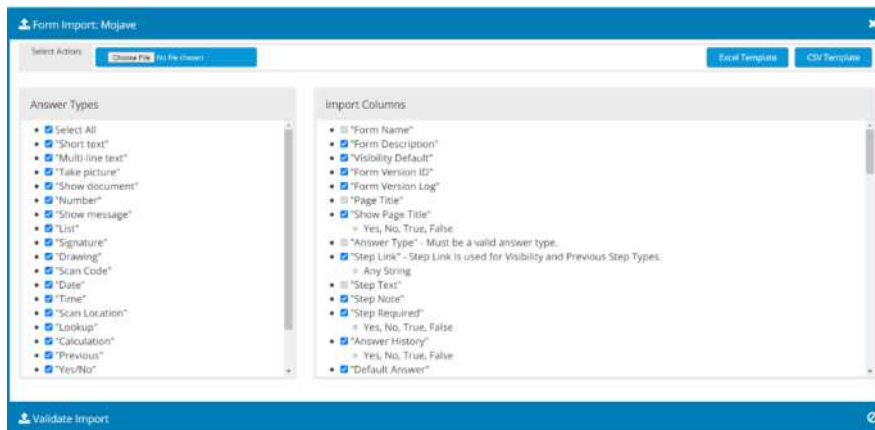 Form Import: Mojave
Select Action:
Choose File No file chosen
Excel Template
CSV Template
Answer Types
Select All
"Short text"
"Multi-line text"
"Take picture"
"Show document"
"Number"
"Show message"
"List"
"Signature"
"Drawing"
"Scan Code"
"Date"
"Time"
"Scan Location"
"Lookup"
"Calculation"
"Previous"
"Yes/No"
Import Columns
"Form Name"
"Form Description"
"Visibility Default"
"Form Version ID"
"Form Version Log"
"Page Title"
"Show Page Title"
Yes, No, True, False
"Answer Type" - Must be a valid answer type.
"Step Link" - Step Link is used for Visibility and Previous Step Types.
Any String
"Step Text"
"Step Note"
"Step Required"
Yes, No, True, False
"Answer History"
Yes, No, True, False
"Default Answer"
Validate Import